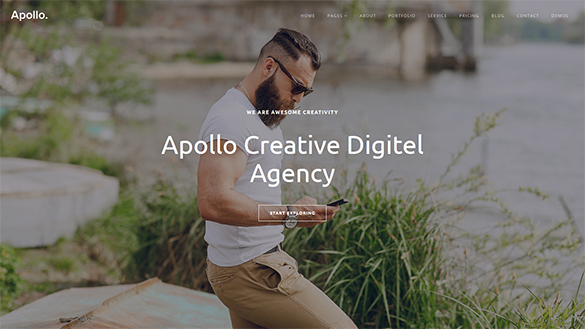 Apollo.
HOME PAGES ABOUT PORTFOLIO SERVICE PRICING BLOG CONTACT DEMOS
WE ARE AWESOME CREATIVITY
Apollo Creative Digitel
Agency
START EXPLORING